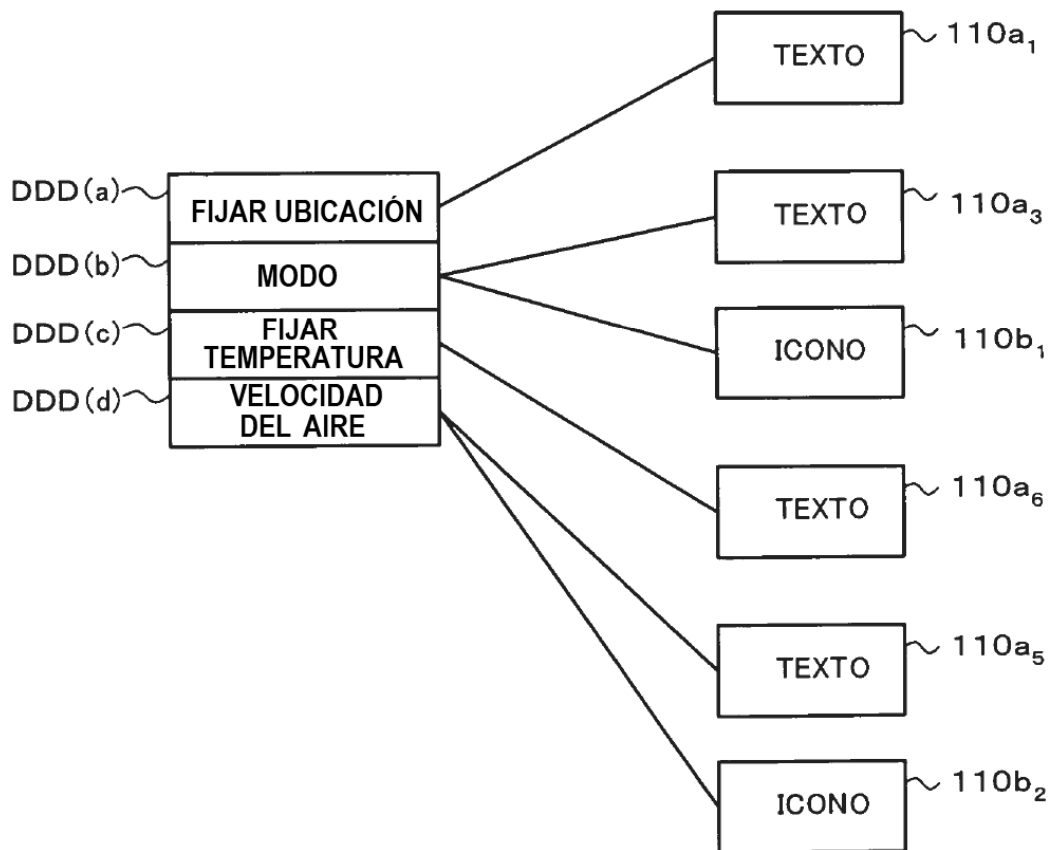 TEXTO 110a₁
DDD(a) FIJAR UBICACIÓN
TEXTO 110a₃
DDD(b) MODO
DDD(c) FIJAR
TEMPERATURA
ICONO 110b₁
DDD(d) VELOCIDAD
DEL AIRE
TEXTO 110a₆
TEXTO 110a₅
ICONO 110b₂